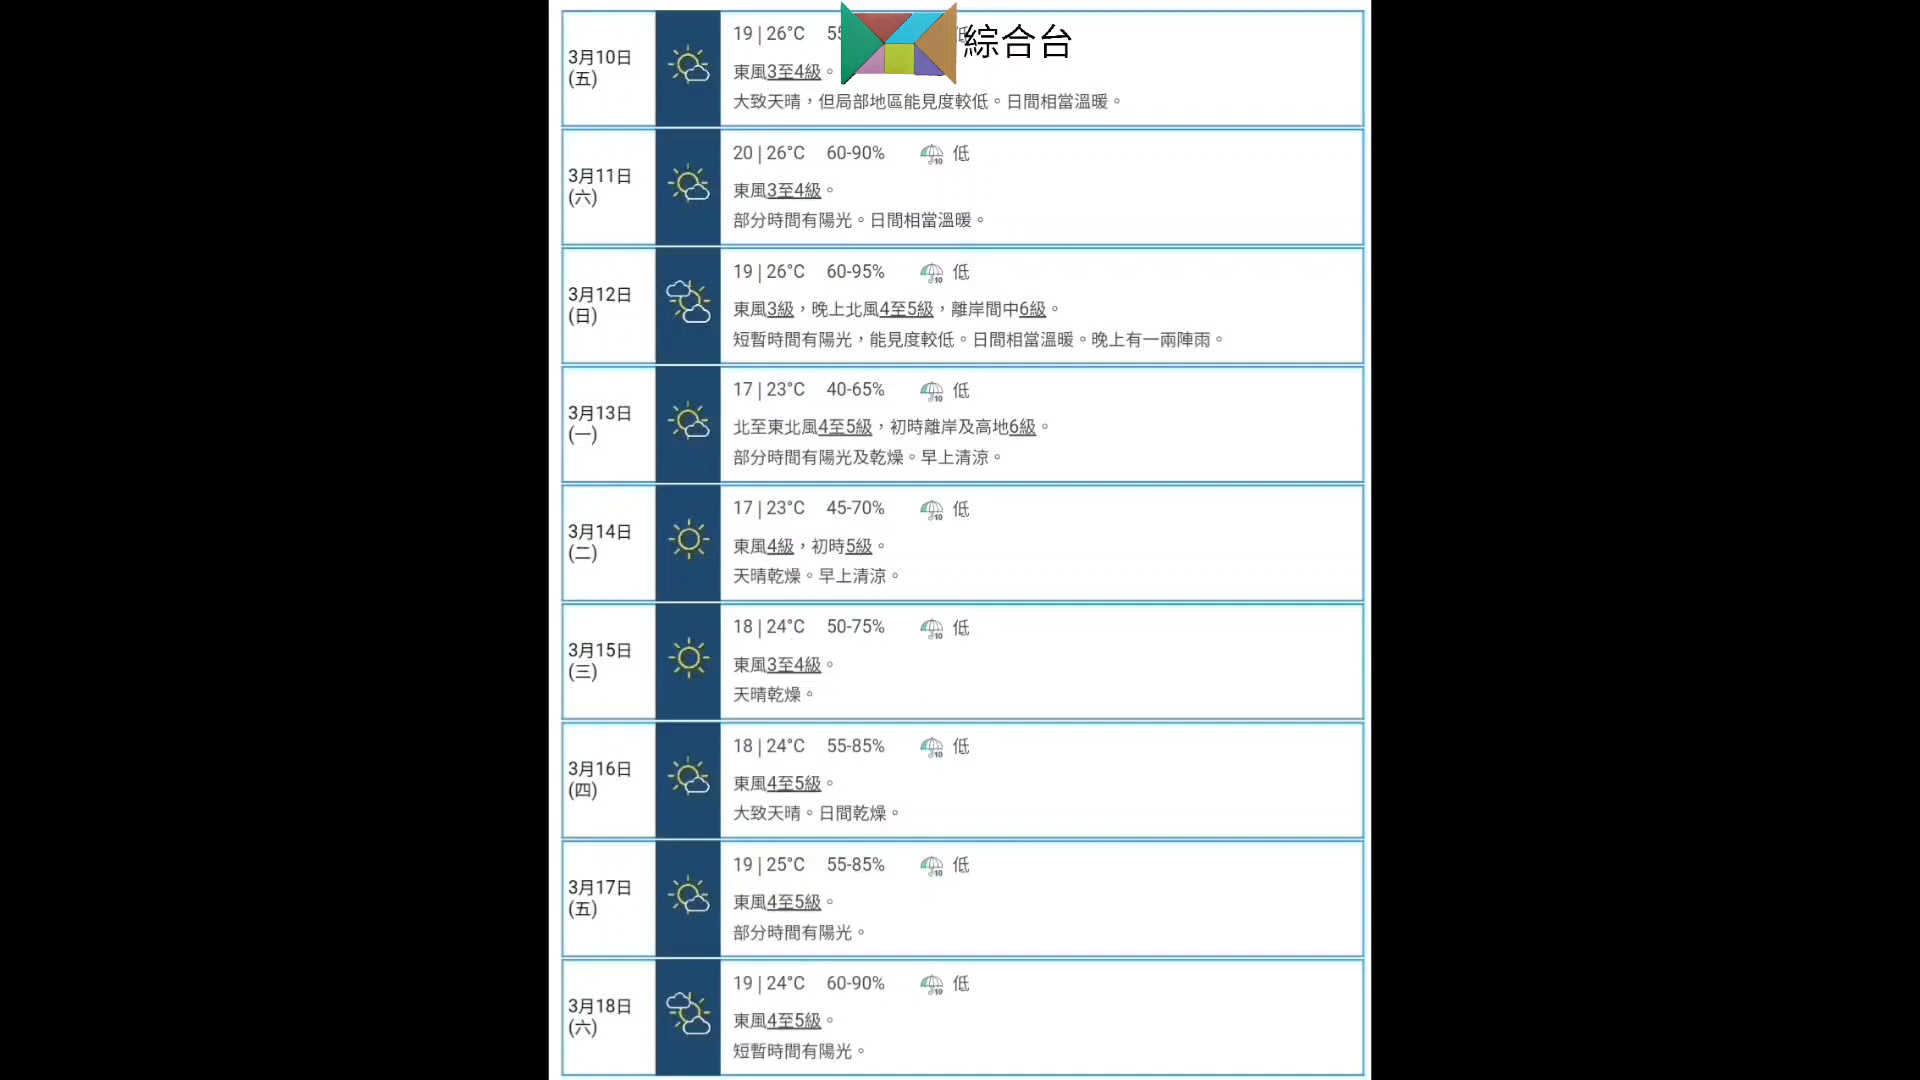 3月10日
(五)
19 | 26°C
綜合台
東風3至4級。
大致天晴，但局部地區能見度較低。日間相當溫暖。
3月11日
(六)
20 | 26°C 60-90% 10 低
東風3至4級。
部分時間有陽光。日間相當溫暖。
3月12日
(日)
19 | 26°C 60-95% 10 低
東風3級，晚上北風4至5級，離岸間中6級。
短暫時間有陽光，能見度較低。日間相當溫暖。晚上有一兩陣雨。
3月13日
(一)
17 | 23°C 40-65% 10 低
北至東北風4至5級，初時離岸及高地6級。
部分時間有陽光及乾燥。早上清涼。
3月14日
(二)
17 | 23°C 45-70% 10 低
東風4級，初時5級。
天晴乾燥。早上清涼。
3月15日
(三)
18 | 24°C 50-75% 10 低
東風3至4級。
天晴乾燥。
3月16日
(四)
18 | 24°C 55-85% 10 低
東風4至5級。
大致天晴。日間乾燥。
3月17日
(五)
19 | 25°C 55-85% 10 低
東風4至5級。
部分時間有陽光。
3月18日
(六)
19 | 24°C 60-90% 10 低
東風4至5級。
短暫時間有陽光。